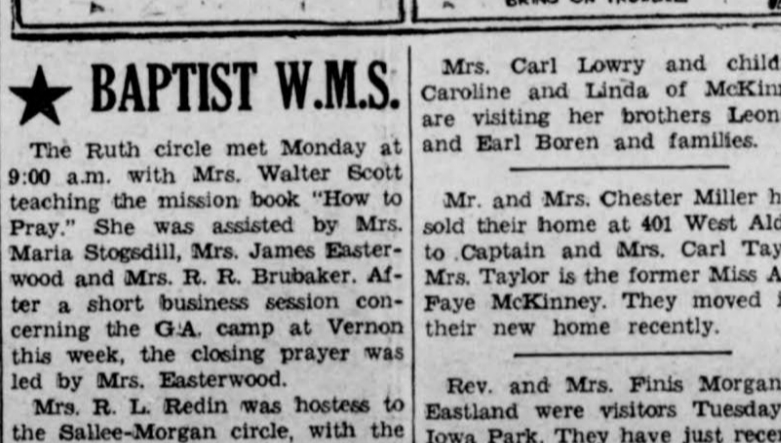 ★ BAPTIST W.M.S.
The Ruth circle met Monday at
9:00 a.m. with Mrs. Walter Scott
teaching the mission book "How to
Pray." She was assisted by Mrs.
Maria Stogsdill, Mrs. James Easter-
wood and Mrs. R. R. Brubaker. Af-
ter a short business session con-
cerning the G.A. camp at Vernon
this week, the closing prayer was
led by Mrs. Easterwood.
Mrs. R. L. Redin was hostess to
the Sallee-Morgan circle, with the
Mrs. Carl Lowry and child
Caroline and Linda of McKin
are visiting her brothers Leon
and Earl Boren and families.
Mr. and Mrs. Chester Miller h
sold their home at 401 West Ald
to Captain and Mrs. Carl Tay
Mrs. Taylor is the former Miss A
Faye McKinney. They moved
their new home recently.
Rev. and Mrs. Finis Morgan
Eastland were visitors Tuesday
Iowa Park. They have just rece